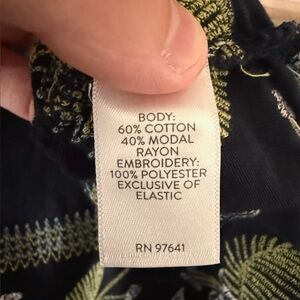 BODY:
60% COTTON
40% MODAL
RAYON
EMBROIDERY:
100% POLYESTER
EXCLUSIVE OF
ELASTIC
RN 97641